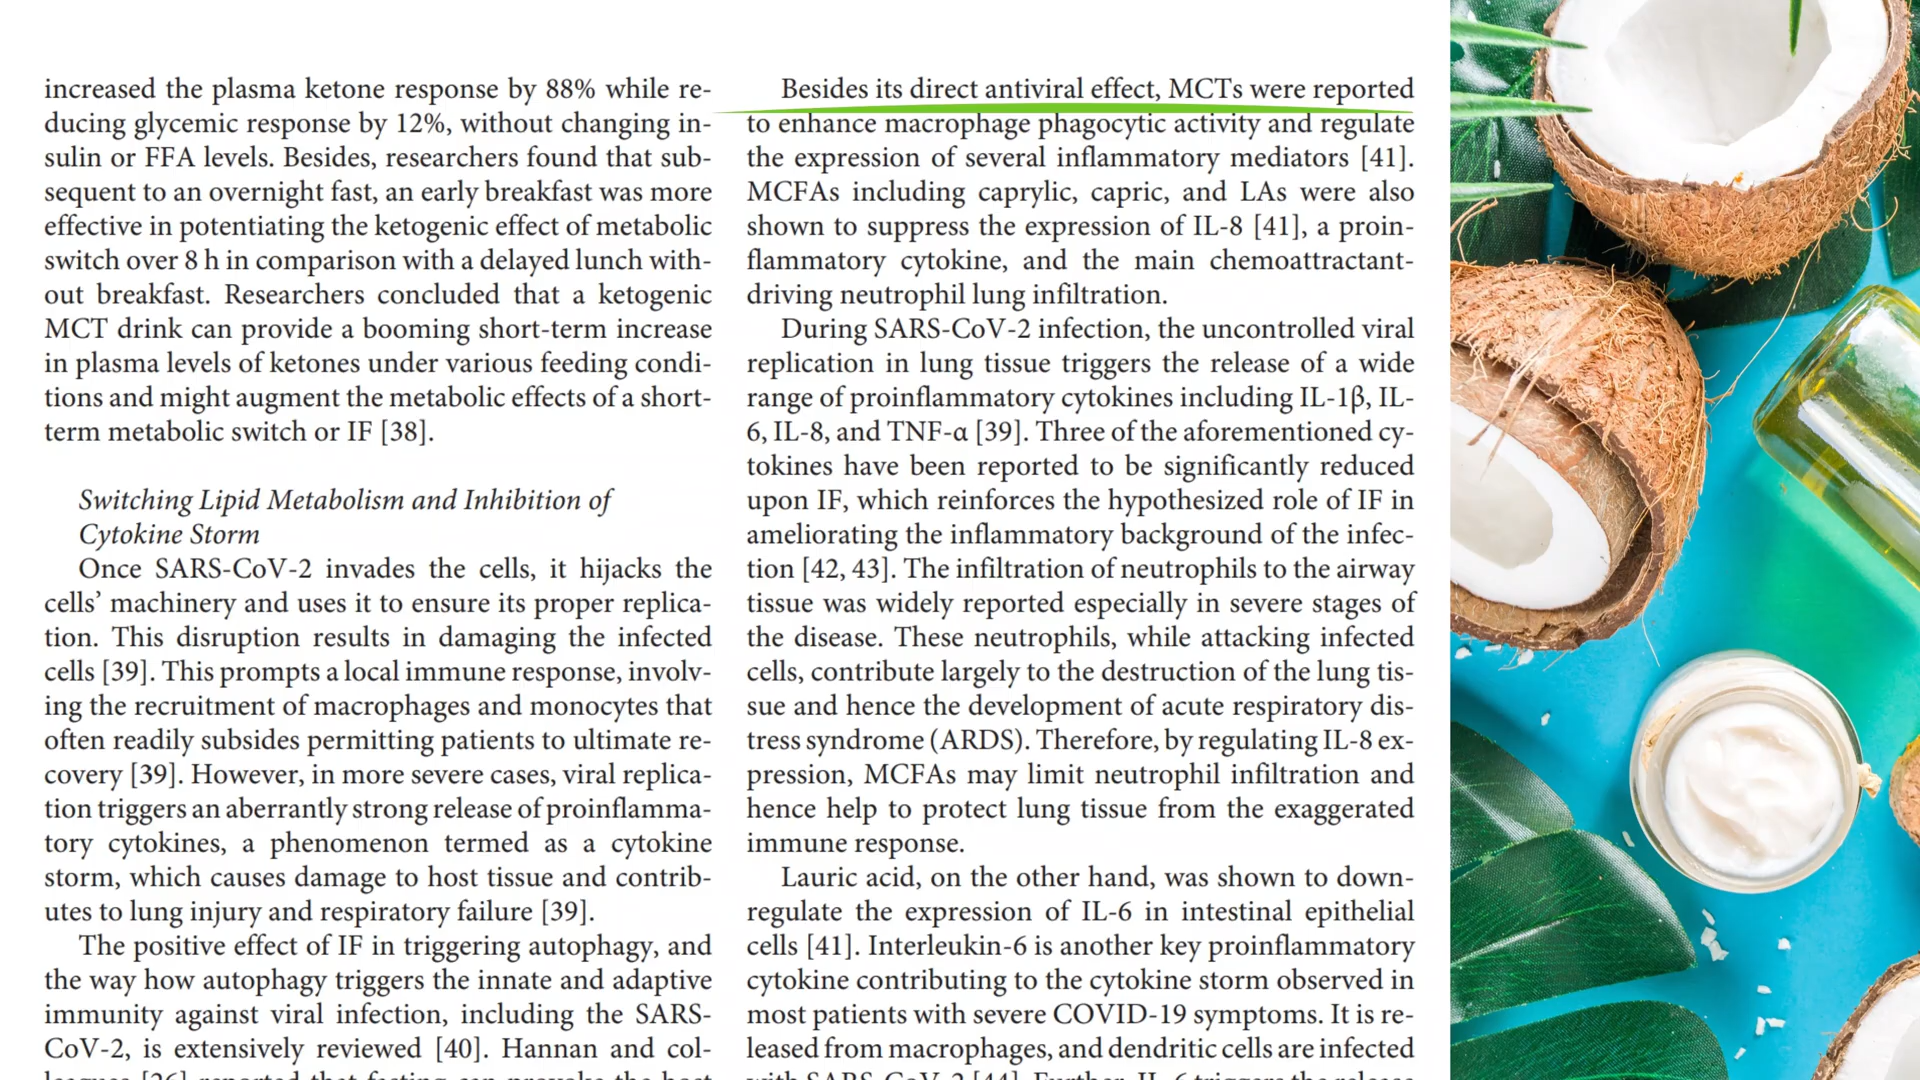 increased the plasma ketone response by 88% while re-
ducing glycemic response by 12%, without changing in-
sulin or FFA levels. Besides, researchers found that sub-
sequent to an overnight fast, an early breakfast was more
effective in potentiating the ketogenic effect of metabolic
switch over 8 h in comparison with a delayed lunch with-
out breakfast. Researchers concluded that a ketogenic
MCT drink can provide a booming short-term increase
in plasma levels of ketones under various feeding condi-
tions and might augment the metabolic effects of a short-
term metabolic switch or IF [38].
Switching Lipid Metabolism and Inhibition of
Cytokine Storm
Once SARS-CoV-2 invades the cells, it hijacks the
cells’ machinery and uses it to ensure its proper replica-
tion. This disruption results in damaging the infected
cells [39]. This prompts a local immune response, involv-
ing the recruitment of macrophages and monocytes that
often readily subsides permitting patients to ultimate re-
covery [39]. However, in more severe cases, viral replica-
tion triggers an aberrantly strong release of proinflamma-
tory cytokines, a phenomenon termed as a cytokine
storm, which causes damage to host tissue and contrib-
utes to lung injury and respiratory failure [39].
The positive effect of IF in triggering autophagy, and
the way how autophagy triggers the innate and adaptive
immunity against viral infection, including the SARS-
CoV-2, is extensively reviewed [40]. Hannan and col-
leagues [26] reported that fasting can provoke the host
Besides its direct antiviral effect, MCTs were reported
to enhance macrophage phagocytic activity and regulate
the expression of several inflammatory mediators [41].
MCFAs including caprylic, capric, and LAs were also
shown to suppress the expression of IL-8 [41], a proin-
flammatory cytokine, and the main chemoattractant-
driving neutrophil lung infiltration.
During SARS-CoV-2 infection, the uncontrolled viral
replication in lung tissue triggers the release of a wide
range of proinflammatory cytokines including IL-1β, IL-
6, IL-8, and TNF-α [39]. Three of the aforementioned cy-
tokines have been reported to be significantly reduced
upon IF, which reinforces the hypothesized role of IF in
ameliorating the inflammatory background of the infec-
tion [42, 43]. The infiltration of neutrophils to the airway
tissue was widely reported especially in severe stages of
the disease. These neutrophils, while attacking infected
cells, contribute largely to the destruction of the lung tis-
sue and hence the development of acute respiratory dis-
tress syndrome (ARDS). Therefore, by regulating IL-8 ex-
pression, MCFAs may limit neutrophil infiltration and
hence help to protect lung tissue from the exaggerated
immune response.
Lauric acid, on the other hand, was shown to down-
regulate the expression of IL-6 in intestinal epithelial
cells [41]. Interleukin-6 is another key proinflammatory
cytokine contributing to the cytokine storm observed in
most patients with severe COVID-19 symptoms. It is re-
leased from macrophages, and dendritic cells are infected
with SARS-CoV-2 [44]. Further, IL-6 triggers the release